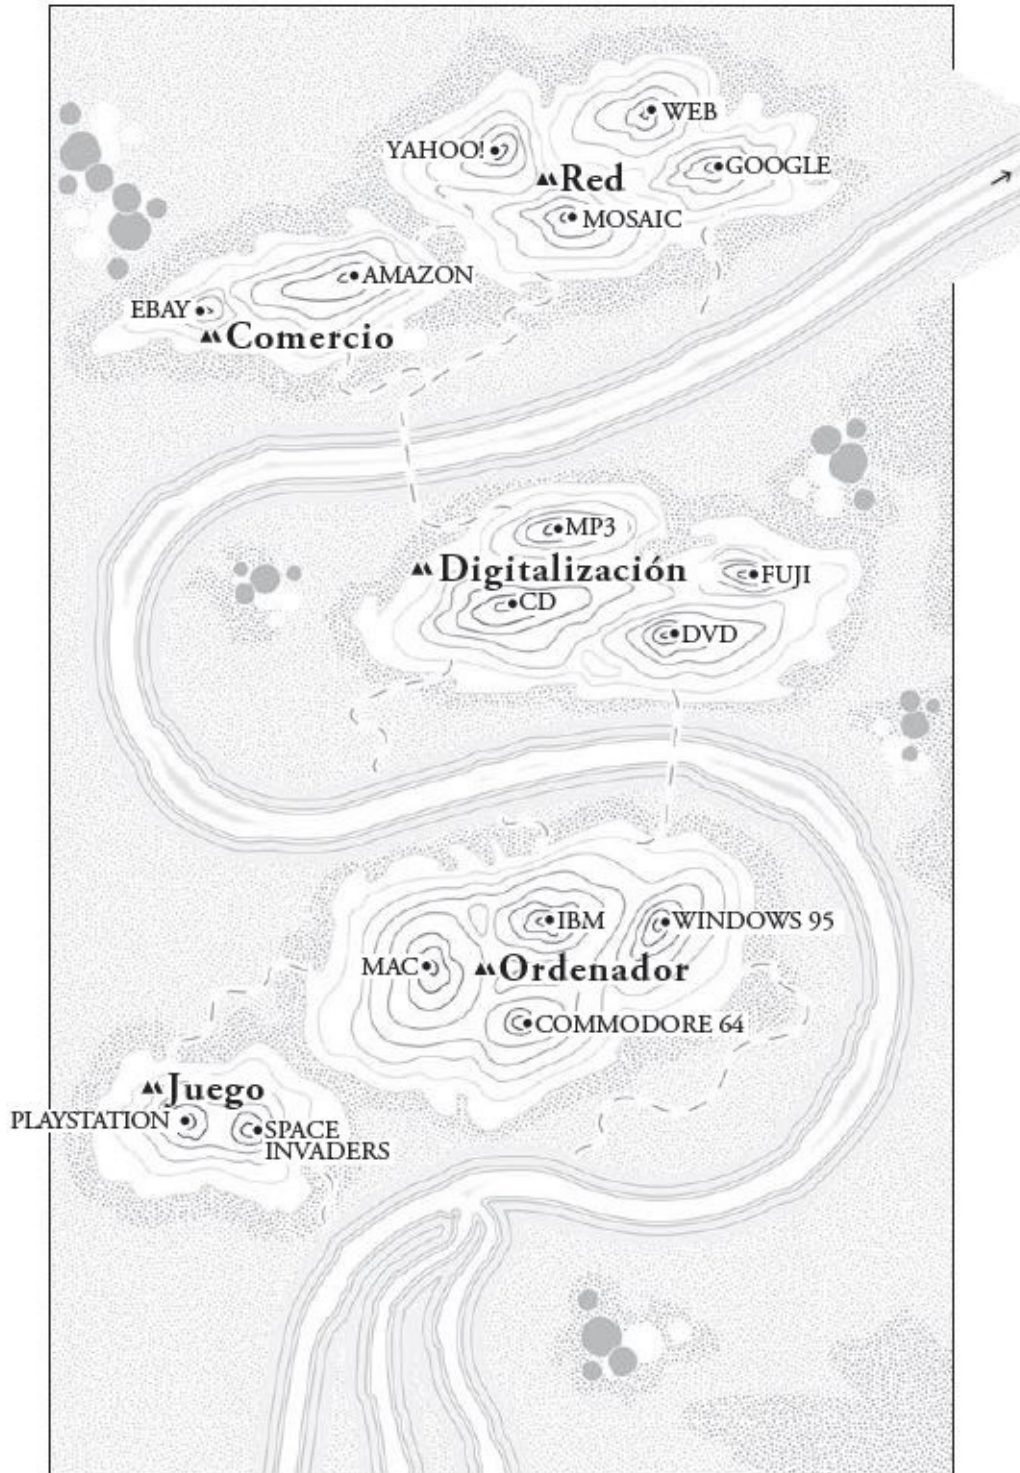 WEB
YAHOO!
GOOGLE
Red
MOSAIC
AMAZON
EBAY
Comercio
MP3
Digitalización
FUJI
CD
DVD
IBM
WINDOWS 95
MAC
Ordenador
COMMODORE 64
Juego
PLAYSTATION
SPACE
INVADERS